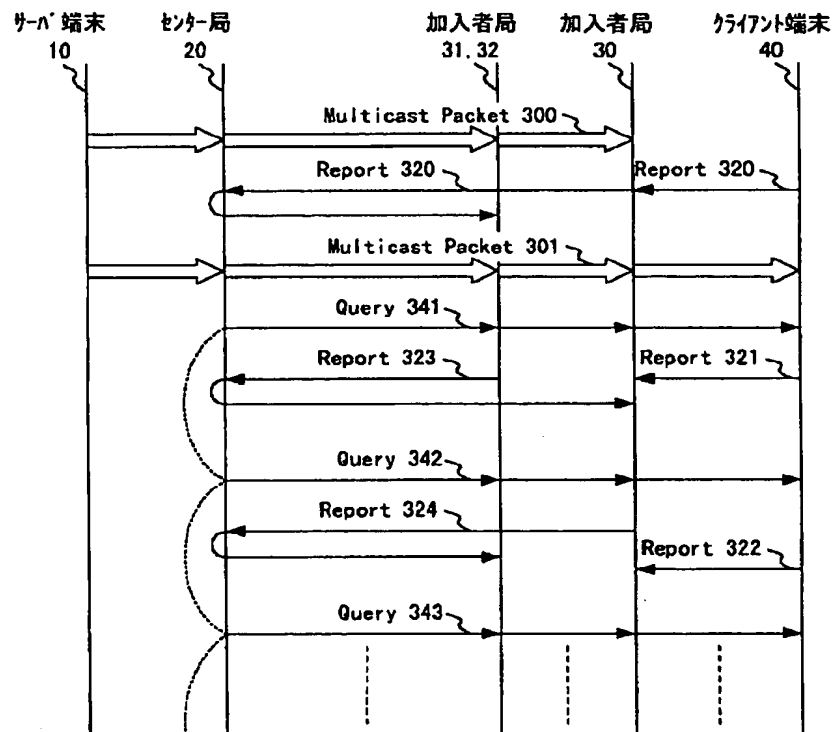 ｻｰﾊﾞ端末 ｾﾝﾀｰ局 加入者局 加入者局 ｸﾗｲｱﾝﾄ端末
10 20 31.32 30 40
Multicast Packet 300
Report 320 Report 320
Multicast Packet 301
Query 341
Report 323 Report 321
Query 342
Report 324
Report 322
Query 343